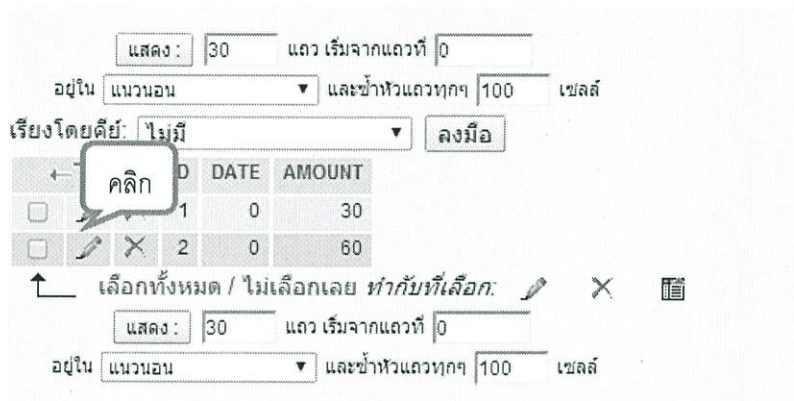 แสดง : 30 แถว เริ่มจากแถวที่ 0
อยู่ใน แนวนอน และซ้ำหัวแถวทุกๆ 100 เซลล์
เรียงโดยคีย์: ไม่มี ลงมือ
คลิก
D DATE AMOUNT
1 0 30
2 0 60
เลือกทั้งหมด / ไม่เลือกเลย ทำกับที่เลือก:
แสดง : 30 แถว เริ่มจากแถวที่ 0
อยู่ใน แนวนอน และซ้ำหัวแถวทุกๆ 100 เซลล์